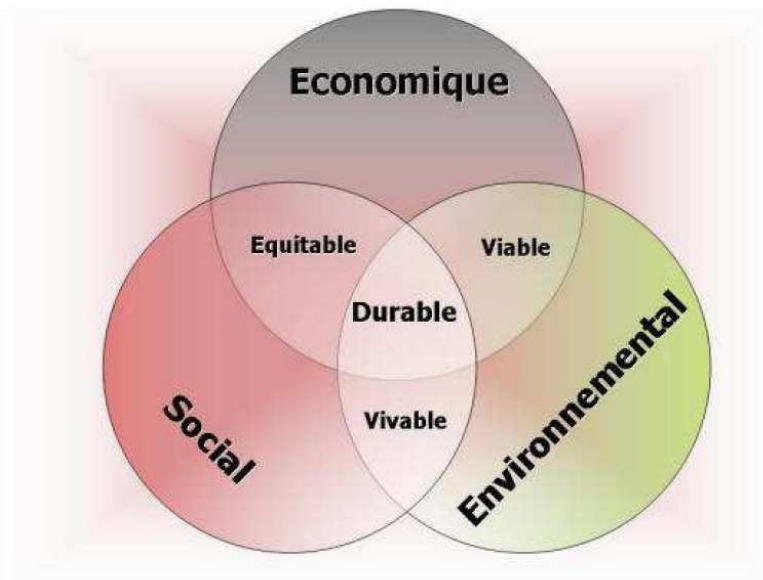 Economique
Equitable
Viable
Durable
Vivable
Social
Environnemental